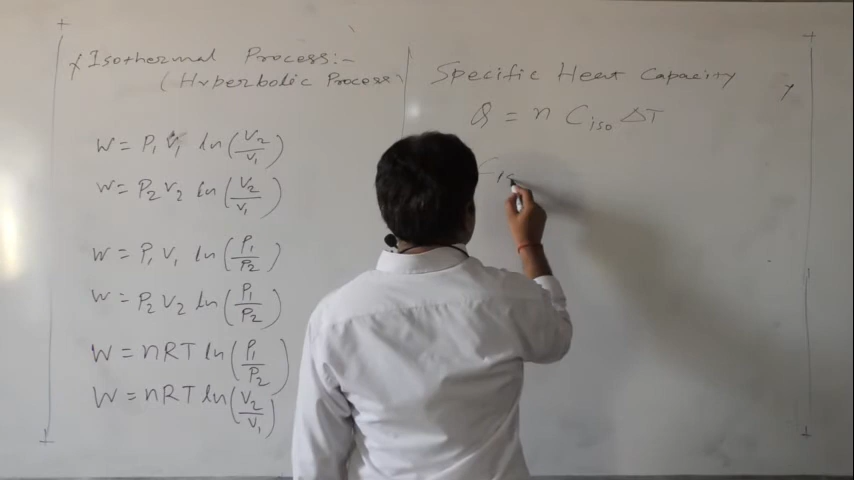 Isothermal Process:-
(Hyperbolic Process)
W = P₁ V₁ ln(V₂/V₁)
W = P₂ V₂ ln(V₂/V₁)
W = P₁ V₁ ln(P₁/P₂)
W = P₂ V₂ ln(P₁/P₂)
W = nRT ln(P₁/P₂)
W = nRT ln(V₂/V₁)
Specific Heat Capacity
Q = n C iso ΔT